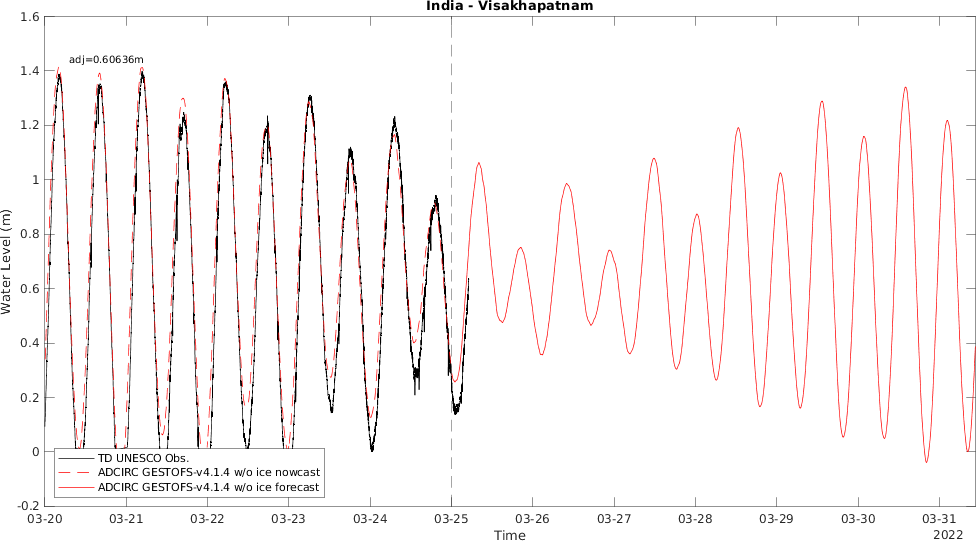 India - Visakhapatnam
adj=0.60636m
Water Level (m)
1.6
1.4
1.2
1
0.8
0.6
0.4
0.2
0
-0.2
TD UNESCO Obs.
ADCIRC GESTOFS-v4.1.4 w/o ice nowcast
ADCIRC GESTOFS-v4.1.4 w/o ice forecast
03-20 03-21 03-22 03-23 03-24 03-25 03-26 03-27 03-28 03-29 03-30 03-31
Time
2022